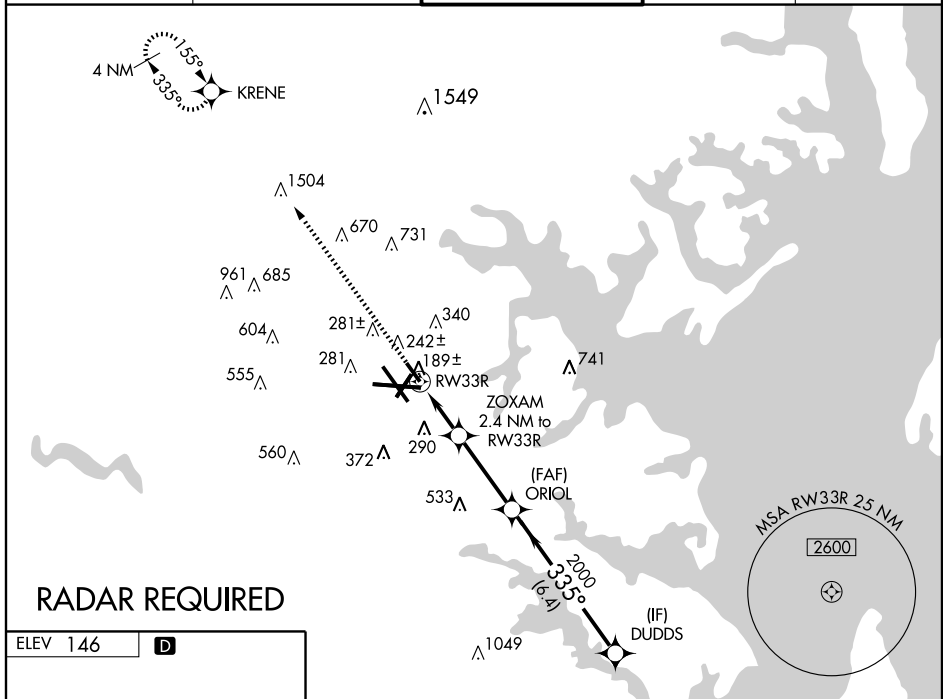 4 NM
155°
335°
KRENE
1549
1504
670
731
961
685
604
281±
340
242±
189±
281
555
RW33R
741
ZOXAM
2.4 NM to
RW33R
290
560
372
(FAF)
ORIOL
533
MSA RW33R 25 NM
2600
2000
335°
(6.4)
RADAR REQUIRED
(IF)
DUDDS
ELEV 146
D
1049